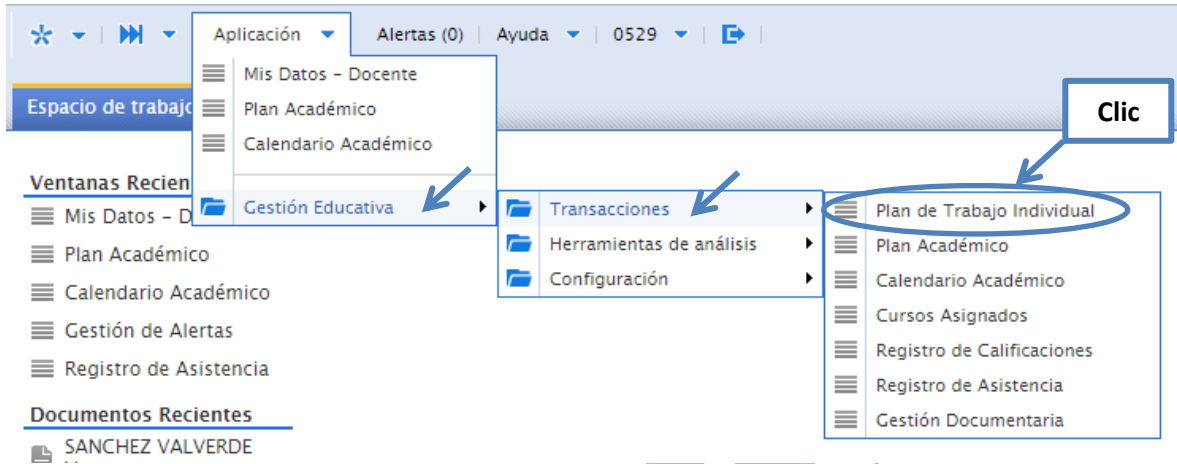 Aplicación Alertas (0) | Ayuda | 0529 |
Mis Datos – Docente
Plan Académico
Calendario Académico
Gestión Educativa
Transacciones
Herramientas de análisis
Configuración
Plan de Trabajo Individual
Plan Académico
Calendario Académico
Cursos Asignados
Registro de Calificaciones
Registro de Asistencia
Gestión Documentaria
Clic
Espacio de trabajo
Ventanas Recien
Mis Datos – D
Plan Académico
Calendario Académico
Gestión de Alertas
Registro de Asistencia
Documentos Recientes
SANCHEZ VALVERDE